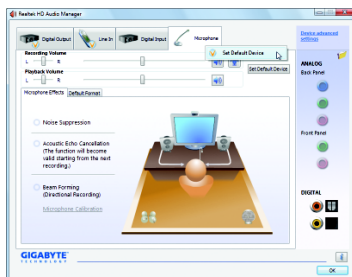 Realtek HD Audio Manager
Digital Output
Line In
Digital Input
Microphone
Device advanced settings
Set Default Device
Recording Volume
L R
Set Default Device
Playback Volume
L R
Microphone Effects
Default Format
Noise Suppression
Acoustic Echo Cancellation
(The function will become
valid starting from the next
recording.)
Beam Forming
(Directional Recording)
Microphone Calibration
ANALOG
Back Panel
Front Panel
DIGITAL
GIGABYTE
TECHNOLOGY
OK